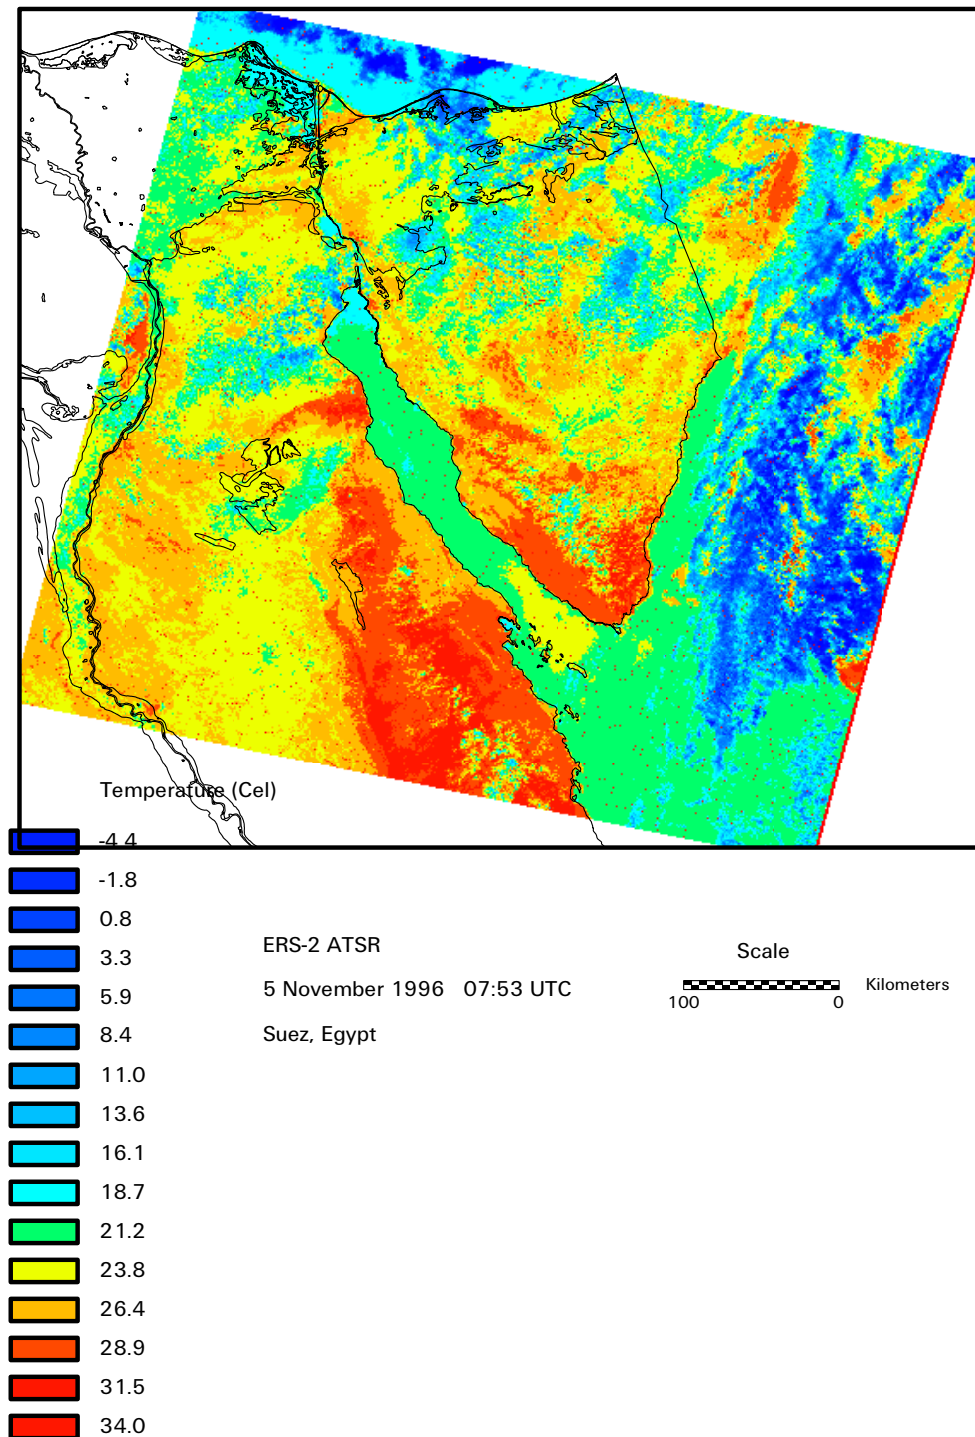 Temperature (Cel)
-4.4
-1.8
0.8
3.3
5.9
8.4
11.0
13.6
16.1
18.7
21.2
23.8
26.4
28.9
31.5
34.0
ERS-2 ATSR
5 November 1996 07:53 UTC
Suez, Egypt
Scale
Kilometers
100 0